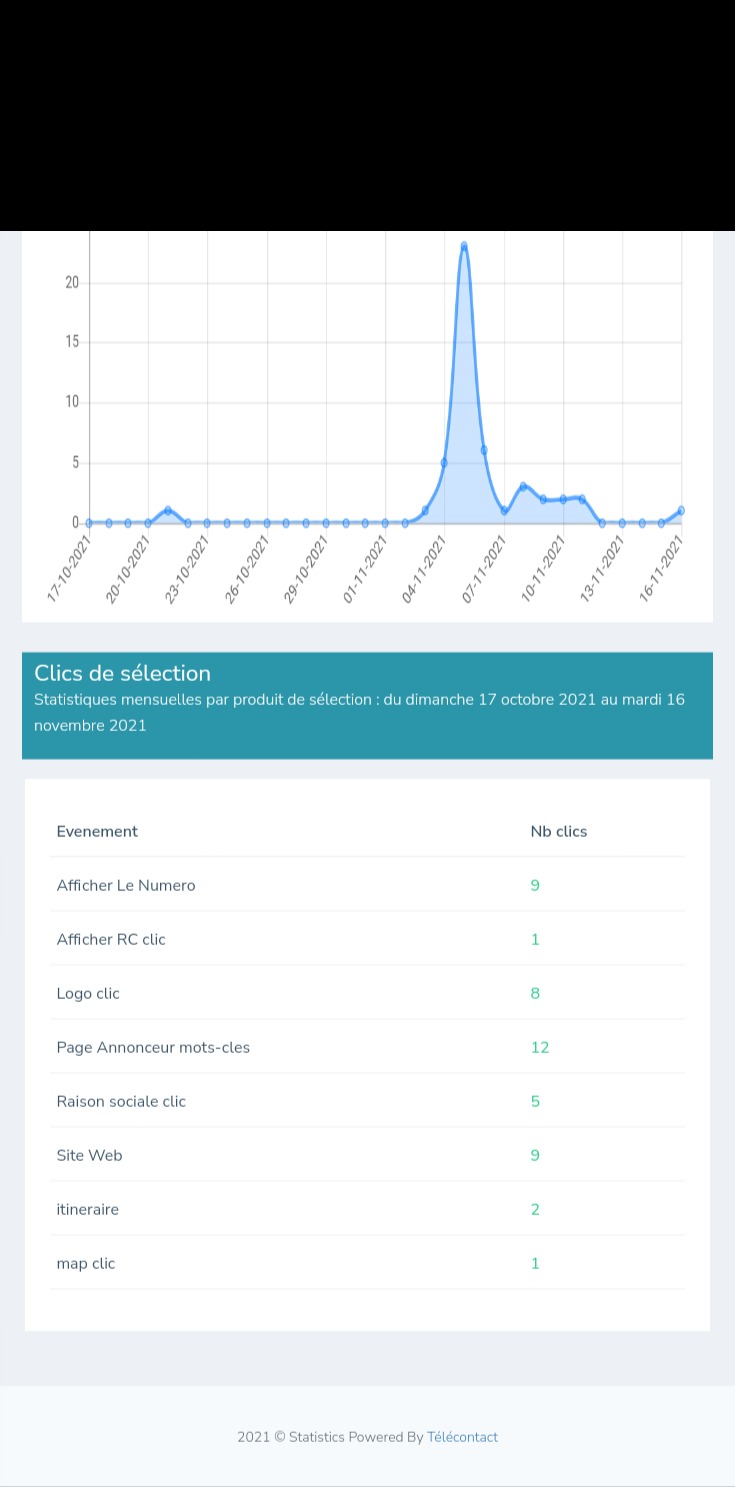 20
15
10
5
0
17-10-2021
20-10-2021
23-10-2021
26-10-2021
29-10-2021
01-11-2021
04-11-2021
07-11-2021
10-11-2021
13-11-2021
16-11-2021
Clics de sélection
Statistiques mensuelles par produit de sélection : du dimanche 17 octobre 2021 au mardi 16
novembre 2021
Evenement Nb clics
Afficher Le Numero 9
Afficher RC clic 1
Logo clic 8
Page Annonceur mots-cles 12
Raison sociale clic 5
Site Web 9
itineraire 2
map clic 1
2021 © Statistics Powered By Télécontact